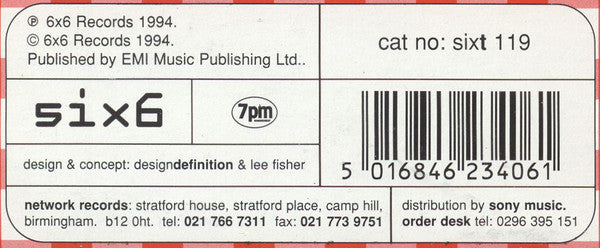 ℗ 6x6 Records 1994.
© 6x6 Records 1994.
Published by EMI Music Publishing Ltd..
cat no: sixt 119
six6
7pm
design & concept: designdefinition & lee fisher
5 016846 234061
network records: stratford house, stratford place, camp hill,
birmingham. b12 0ht. tel: 021 766 7311 fax: 021 773 9751
distribution by sony music.
order desk tel: 0296 395 151